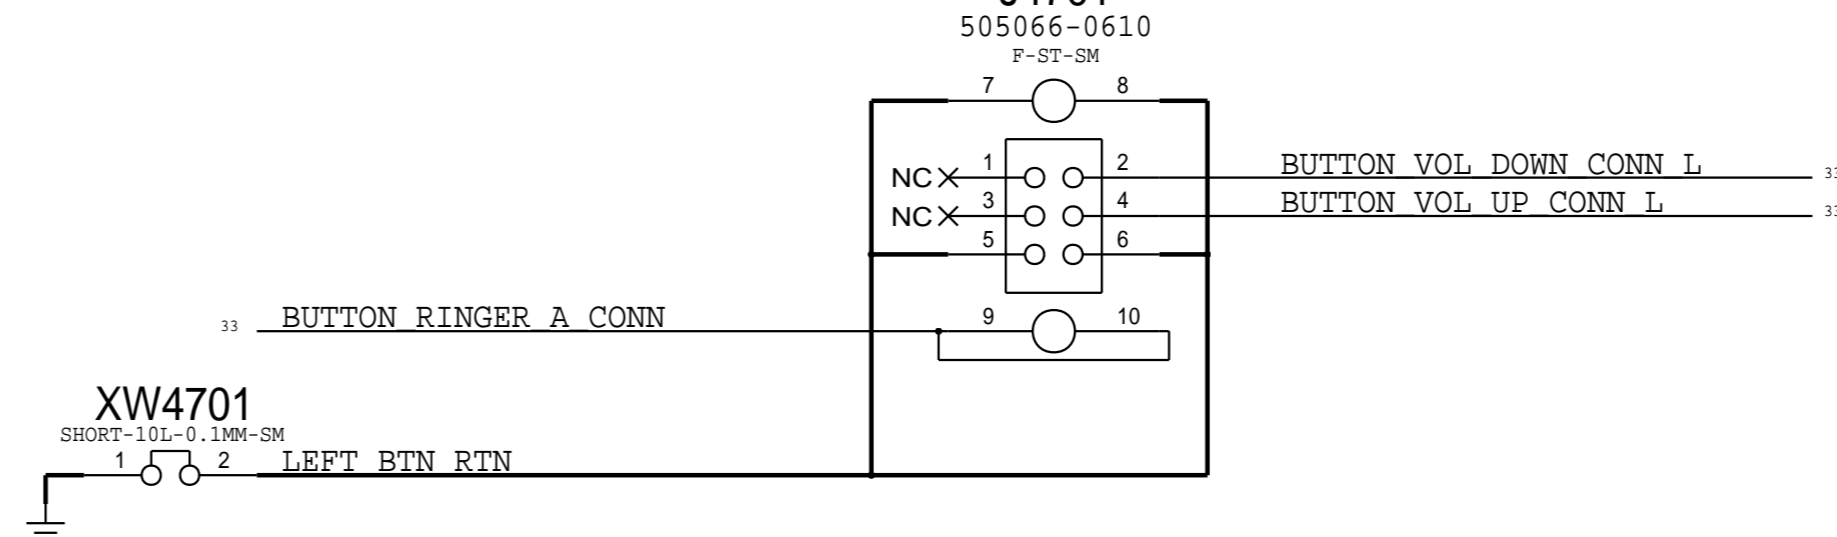 505066-0610
F-ST-SM
7 8
NC 1 2 BUTTON_VOL_DOWN_CONN_L
NC 3 4 BUTTON_VOL_UP_CONN_L
5 6
33 BUTTON_RINGER_A_CONN 9 10
XW4701
SHORT-10L-0.1MM-SM
1 2 LEFT_BTN_RTN